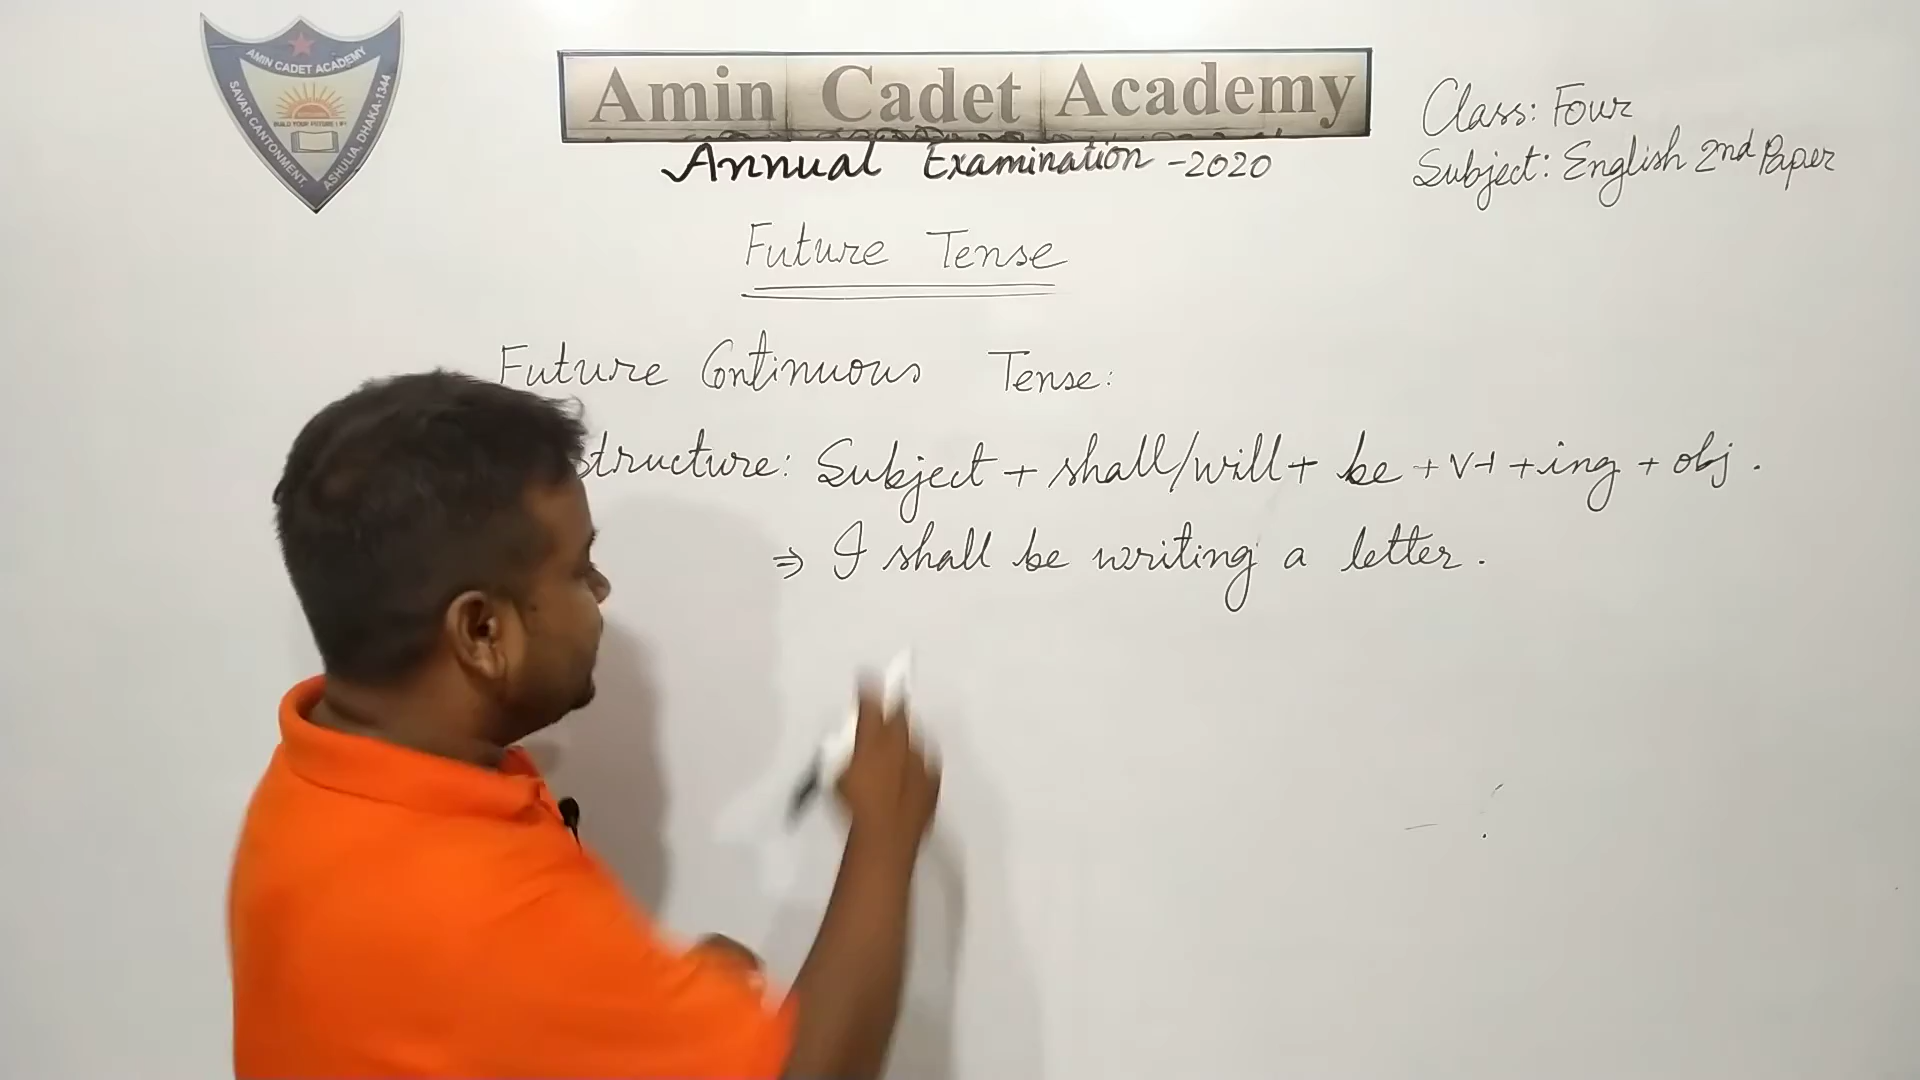 AMIN CADET ACADEMY
SAVAR CANTONMENT,
ASHULIA, DHAKA-1344
BUILD YOUR FUTURE
Amin Cadet Academy
Annual Examination -2020
Class: Four
Subject: English 2nd Paper
Future Tense
Future Continuous Tense:
Structure: Subject + shall/will + be + v1 + ing + obj.
⇒ I shall be writing a letter.